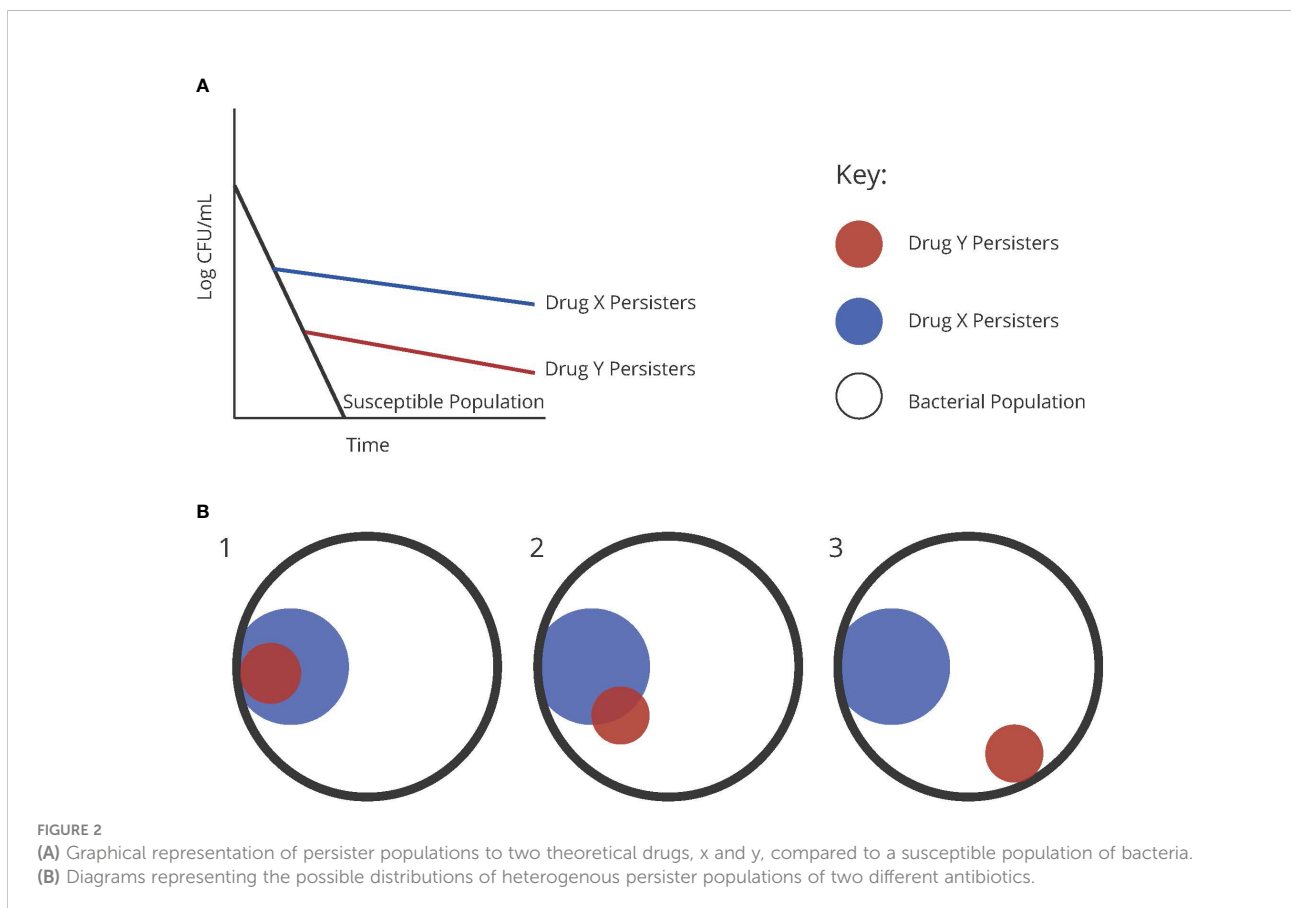 A
Log CFU/mL
Drug X Persisters
Drug Y Persisters
Susceptible Population
Time
Key:
Drug Y Persisters
Drug X Persisters
Bacterial Population
B
1
2
3
FIGURE 2
(A) Graphical representation of persister populations to two theoretical drugs, x and y, compared to a susceptible population of bacteria.
(B) Diagrams representing the possible distributions of heterogenous persister populations of two different antibiotics.